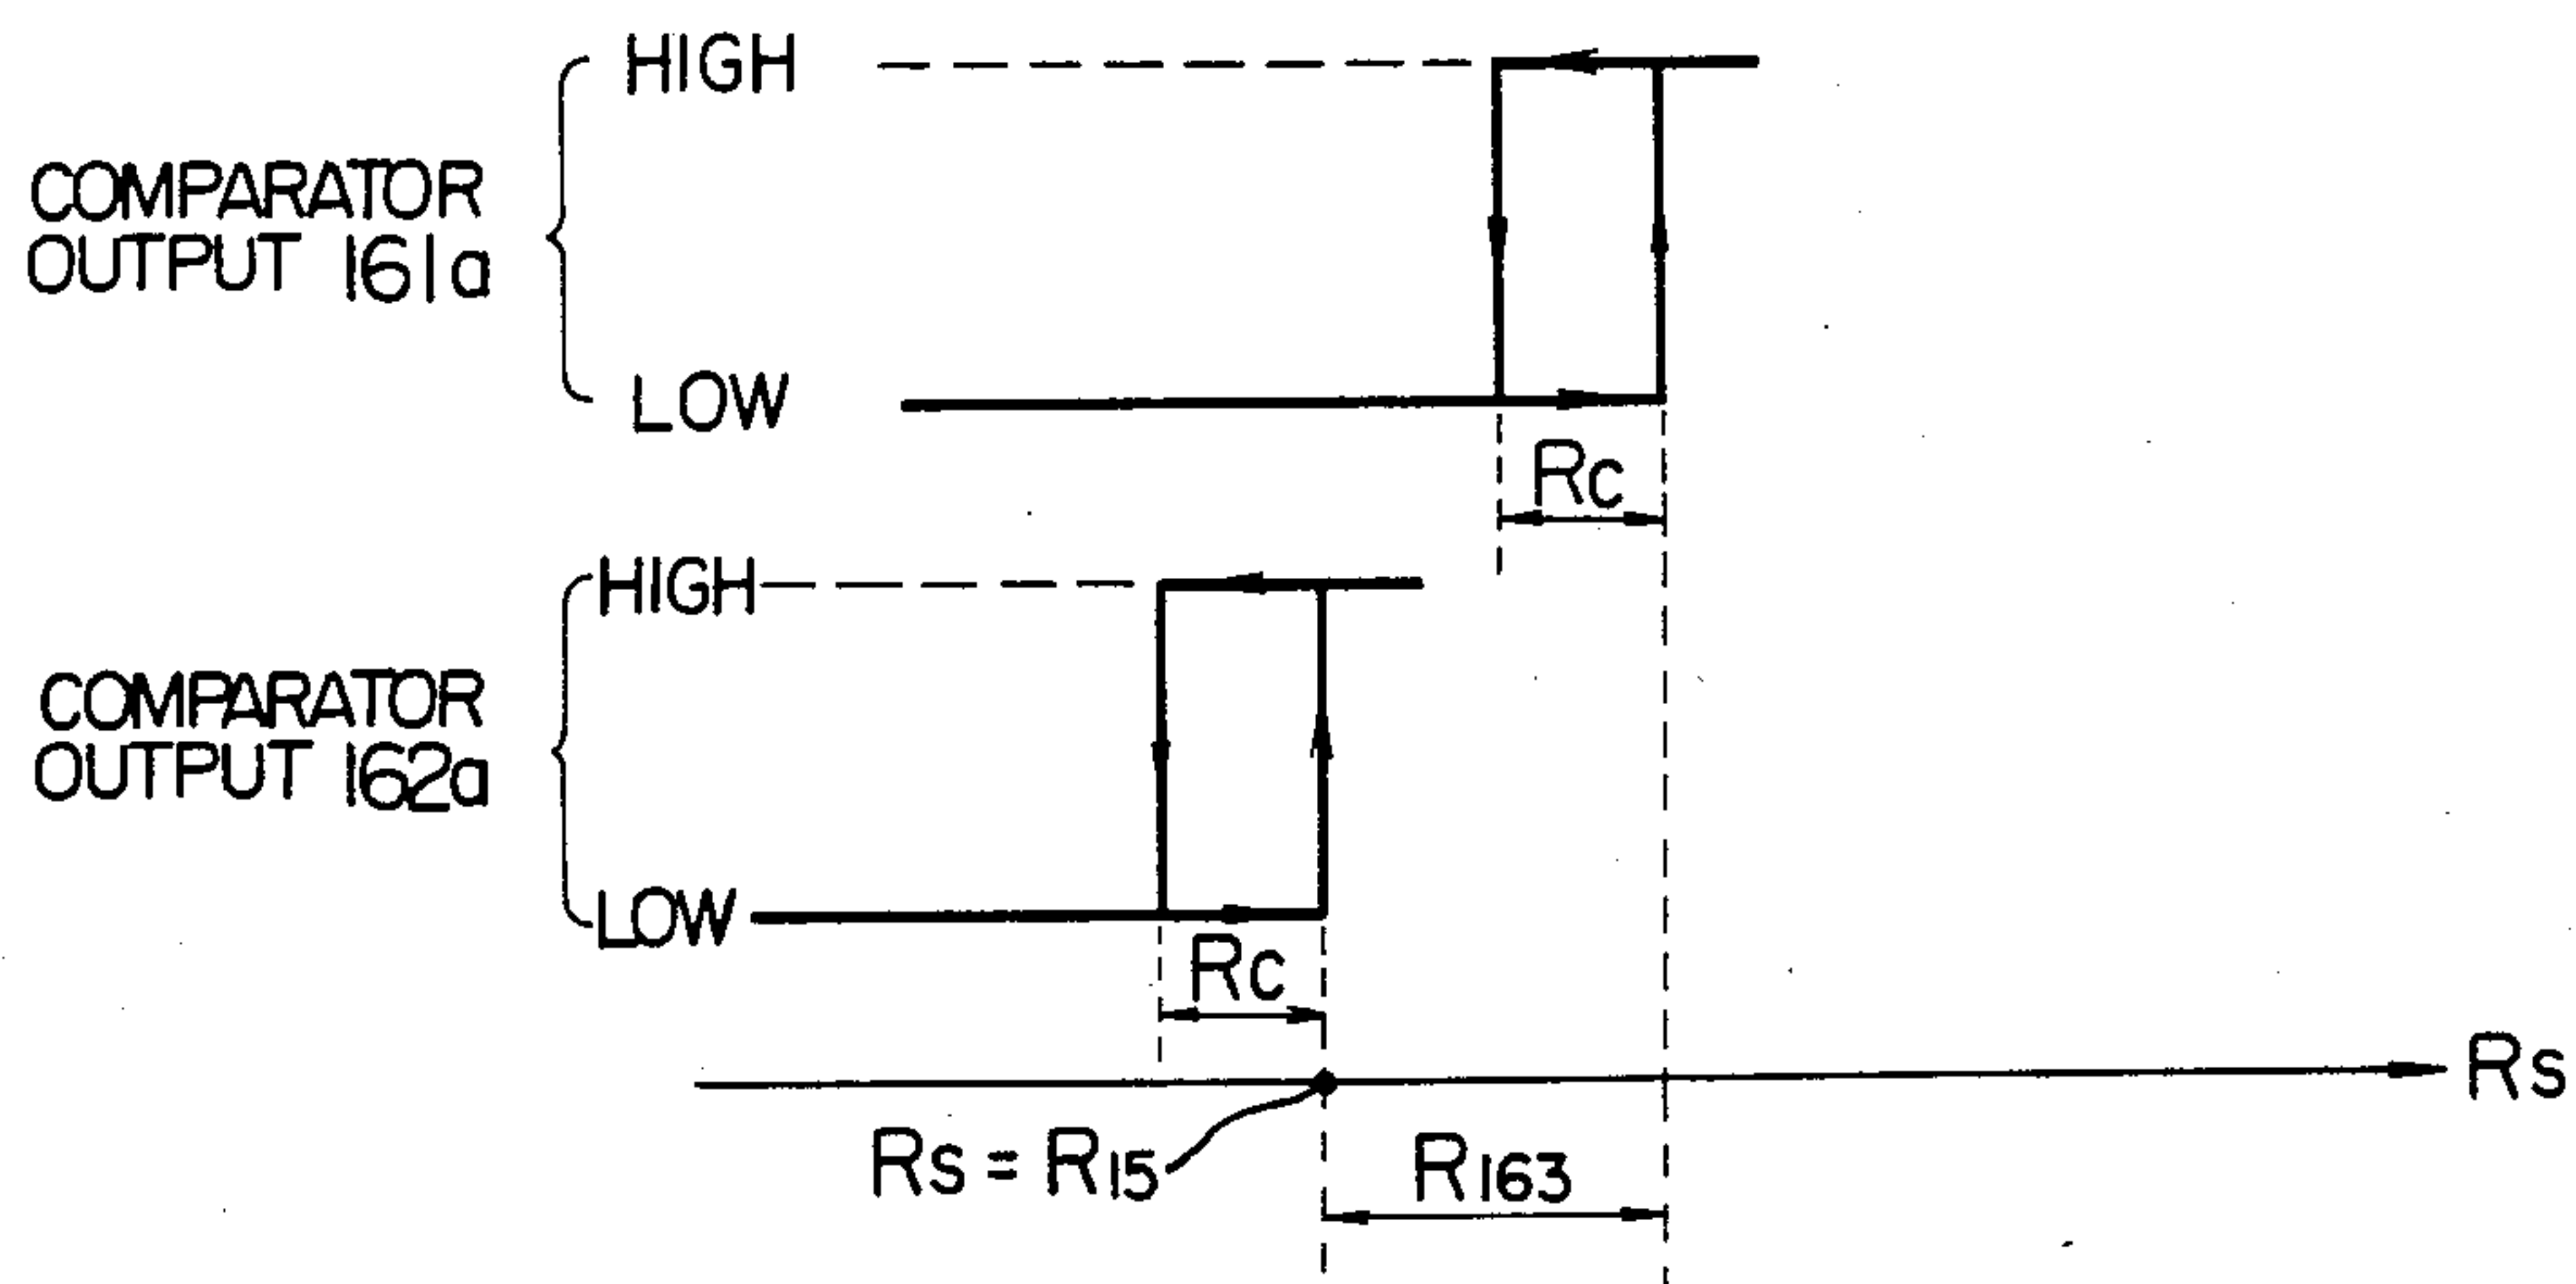 HIGH
COMPARATOR
OUTPUT 161a
LOW
Rc
HIGH
COMPARATOR
OUTPUT 162a
LOW
Rc
Rs
Rs = R15
R163